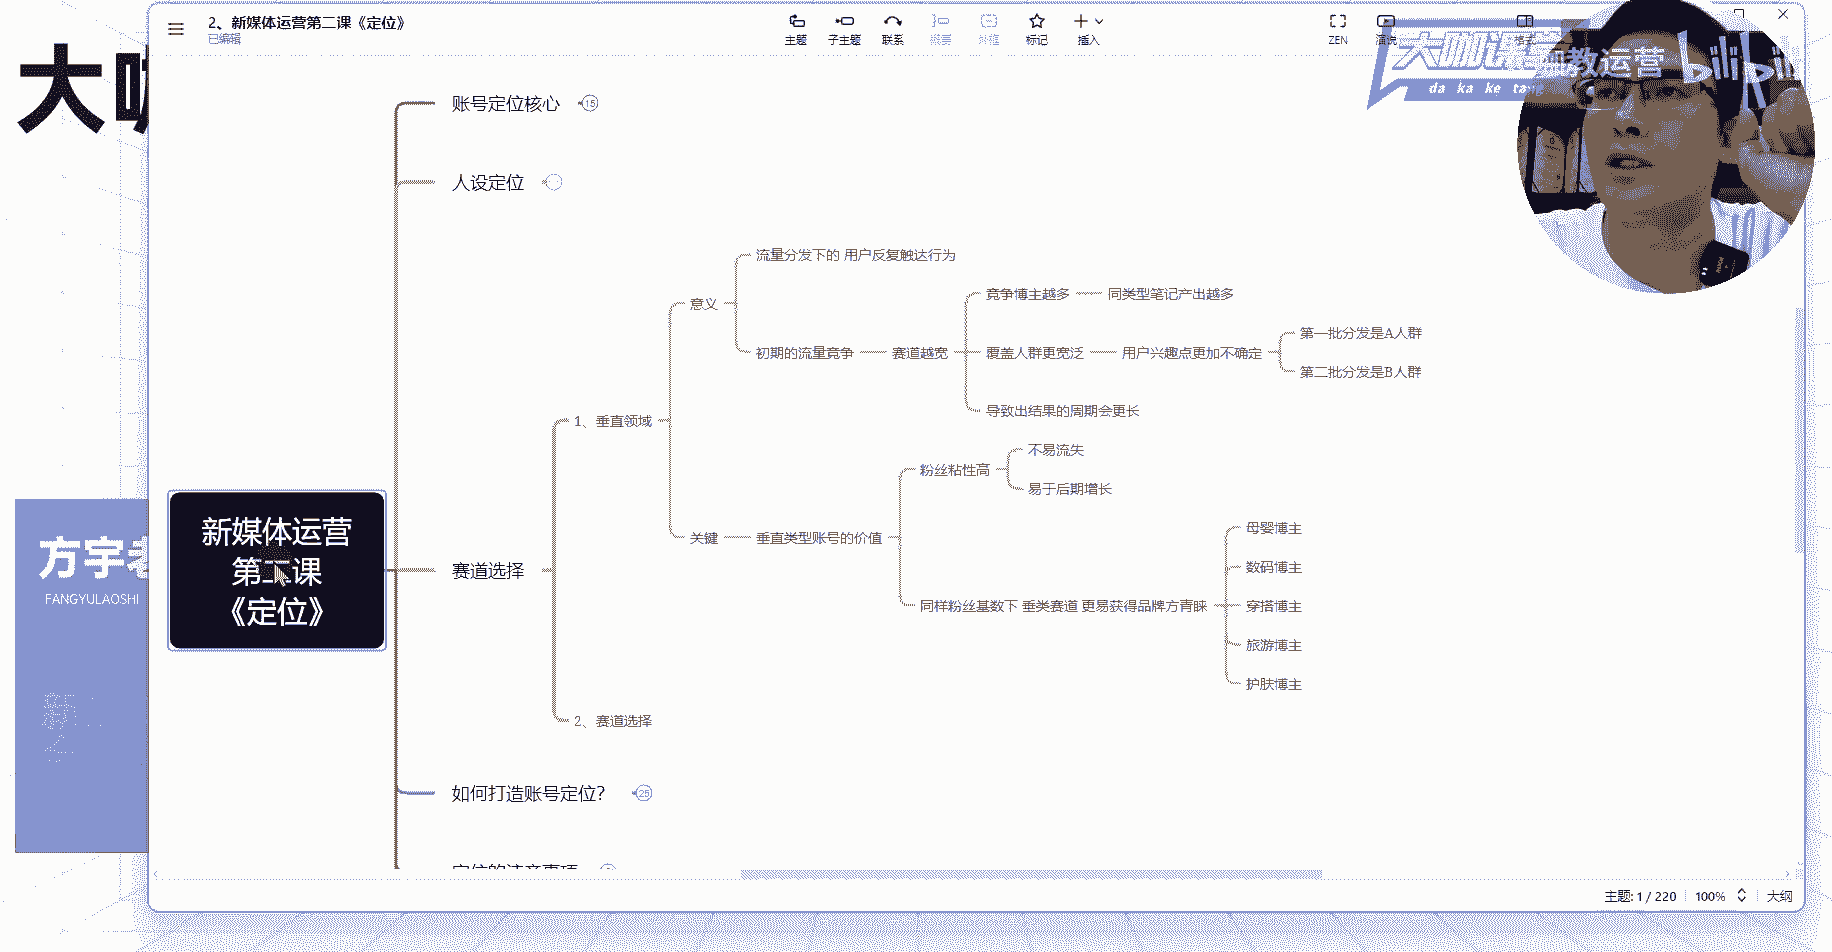 2、新媒体运营第二课《定位》
已编辑
主题
子主题
联系
概要
外框
标记
插入
ZEN
演说
格式
大咖课堂
da ka ke tang
教运营
bilibili
大
账号定位核心
15
人设定位
流量分发下的 用户反复触达行为
意义
竞争博主越多
同类型笔记产出越多
第一批分发是A人群
初期的流量竞争
赛道越宽
覆盖人群更宽泛
用户兴趣点更加不确定
第二批分发是B人群
导致出结果的周期会更长
1、垂直领域
不易流失
粉丝粘性高
易于后期增长
关键
垂直类型账号的价值
母婴博主
数码博主
同样粉丝基数下 垂类赛道 更易获得品牌方青睐
穿搭博主
旅游博主
护肤博主
新媒体运营
第二课
《定位》
赛道选择
2、赛道选择
如何打造账号定位？
25
定位的注意事项
方宇老
FANGYULAOSHI
主题: 1 / 220
100%
大纲